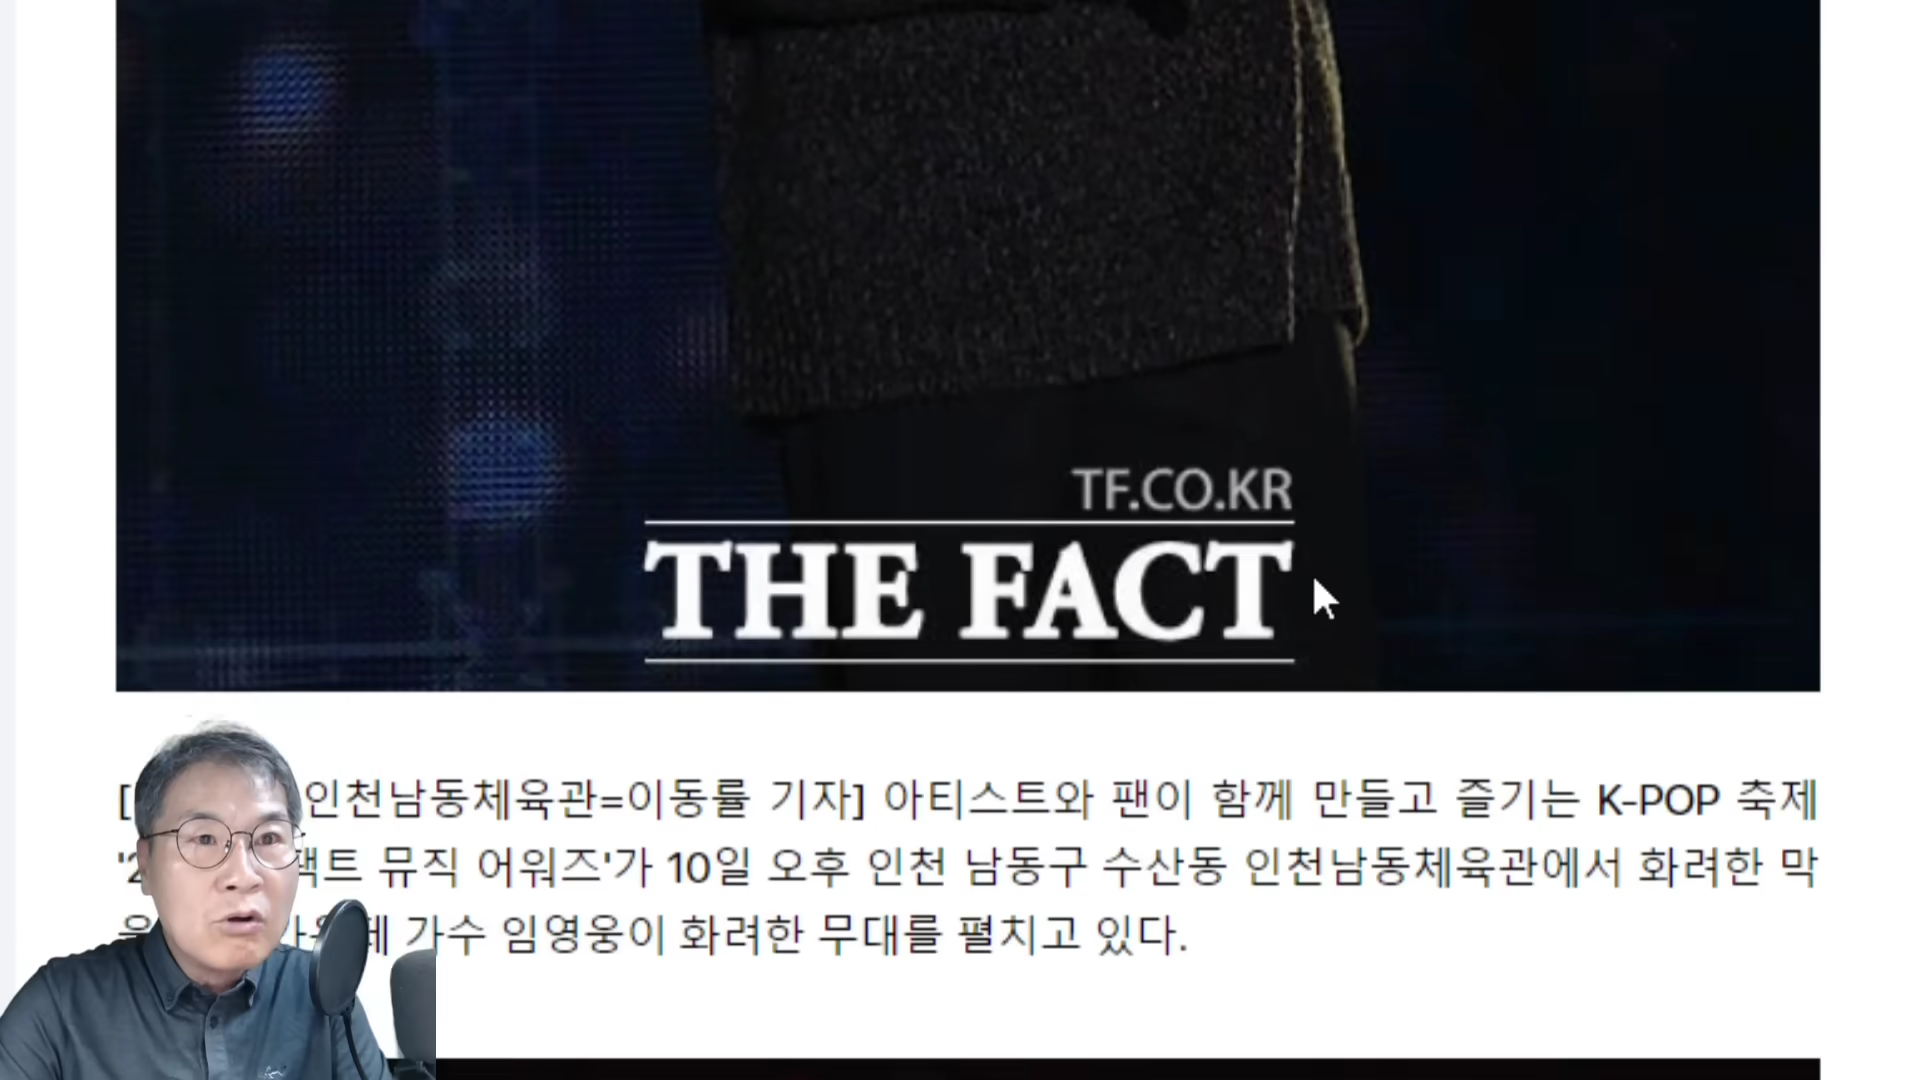 TF.CO.KR
THE FACT
[ 인천남동체육관=이동률 기자] 아티스트와 팬이 함께 만들고 즐기는 K-POP 축제
뮤직 어워즈'가 10일 오후 인천 남동구 수산동 인천남동체육관에서 화려한 막
가수 임영웅이 화려한 무대를 펼치고 있다.